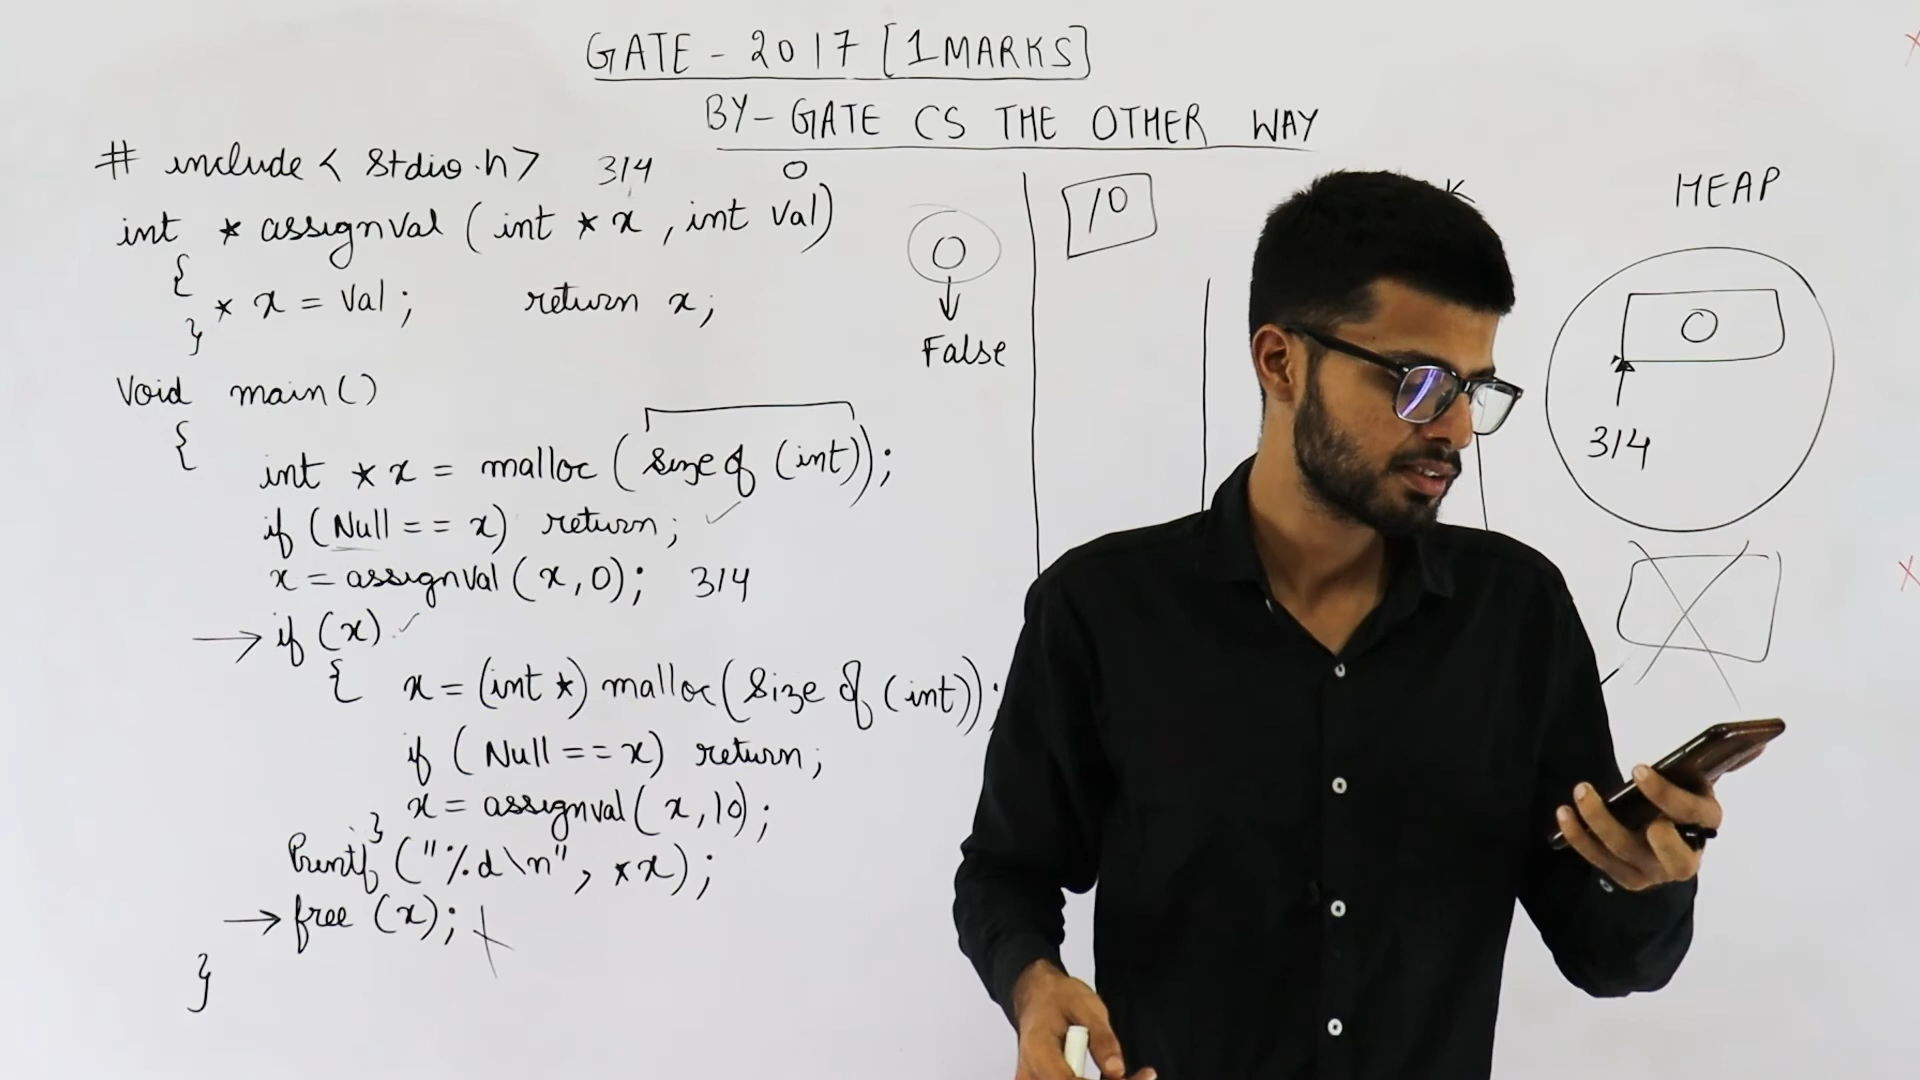 GATE - 2017 [1 MARKS]
BY - GATE CS THE OTHER WAY
# include < stdio.h> 314 0
int * assignval ( int * x , int val)
{
* x = val ; return x ;
}
Void main ()
{
int * x = malloc ( size of (int));
if ( Null == x) return ;
x = assignval ( x , 0) ; 314
→ if (x)
{ x = (int *) malloc ( Size of (int)) ;
if ( Null == x) return ;
x = assignval ( x , 10) ;
}
Printf ("%d\n" , *x) ;
→ free (x) ;
}
0
↓
False
10
K
HEAP
0
314